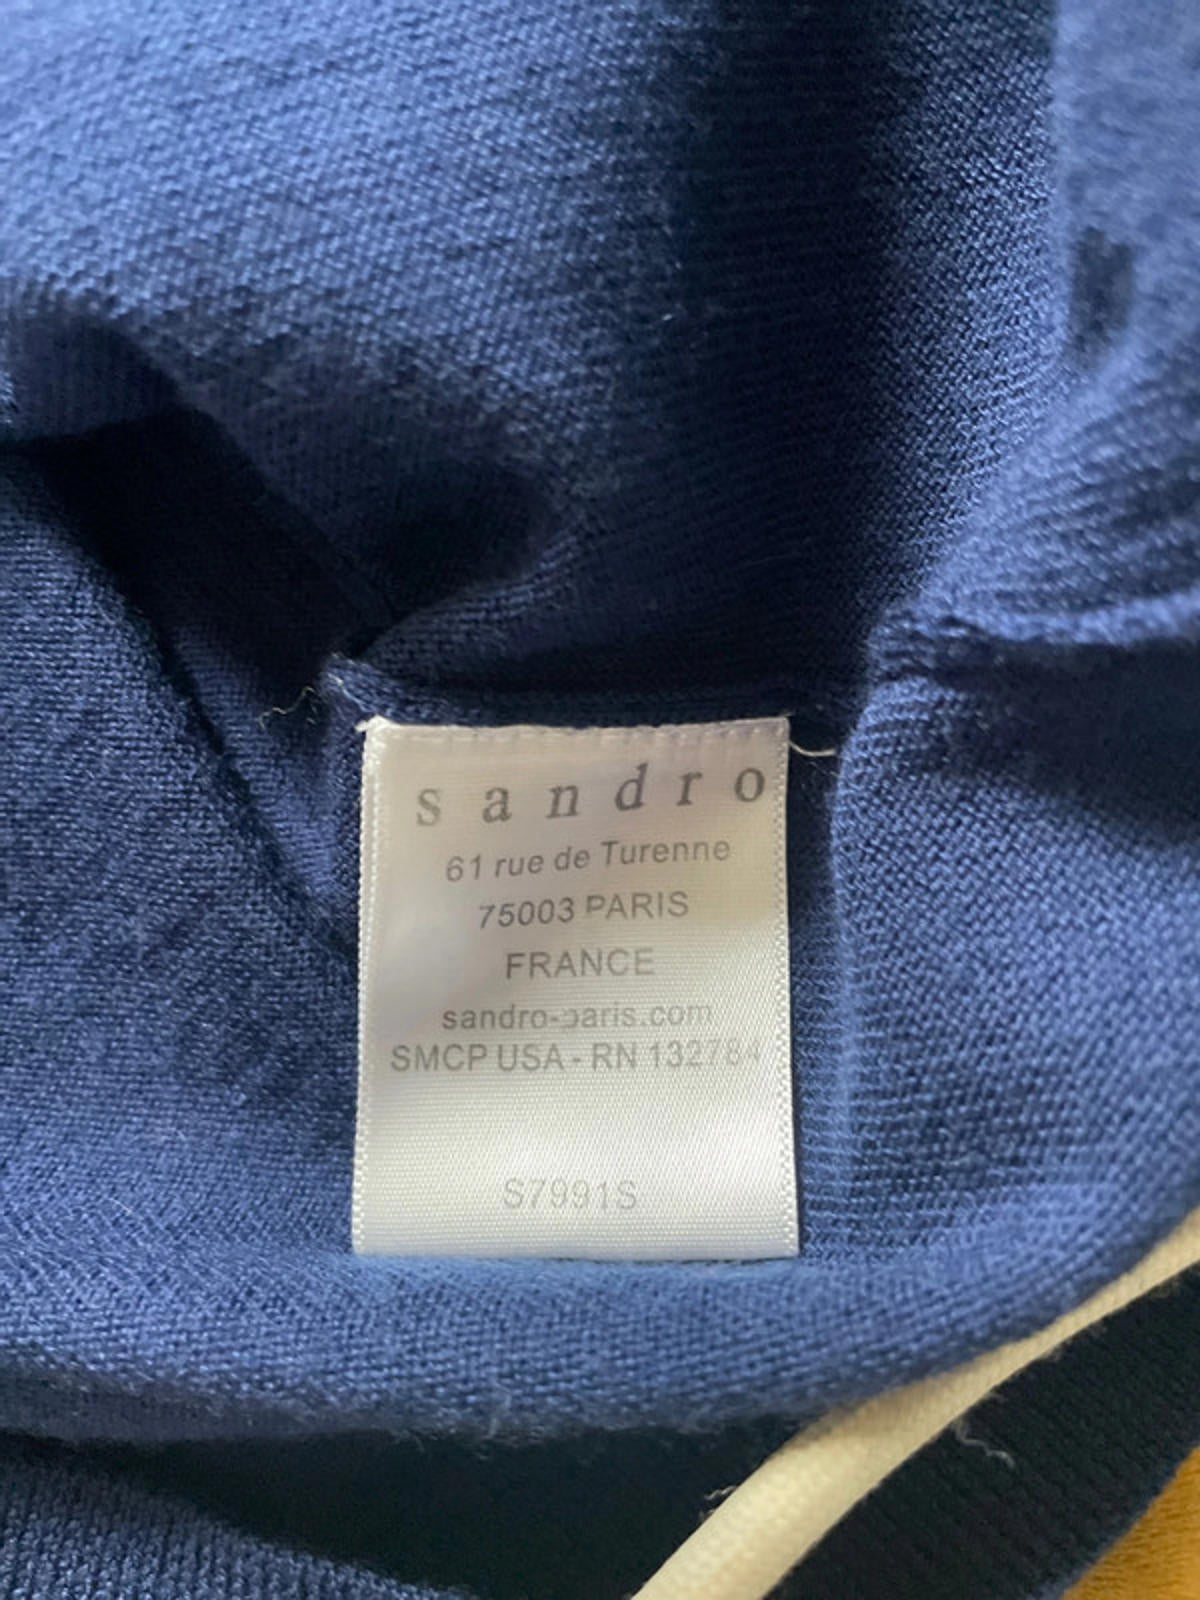 sandro
61 rue de Turenne
75003 PARIS
FRANCE
sandro-paris.com
SMCP USA - RN 132784
S7991S